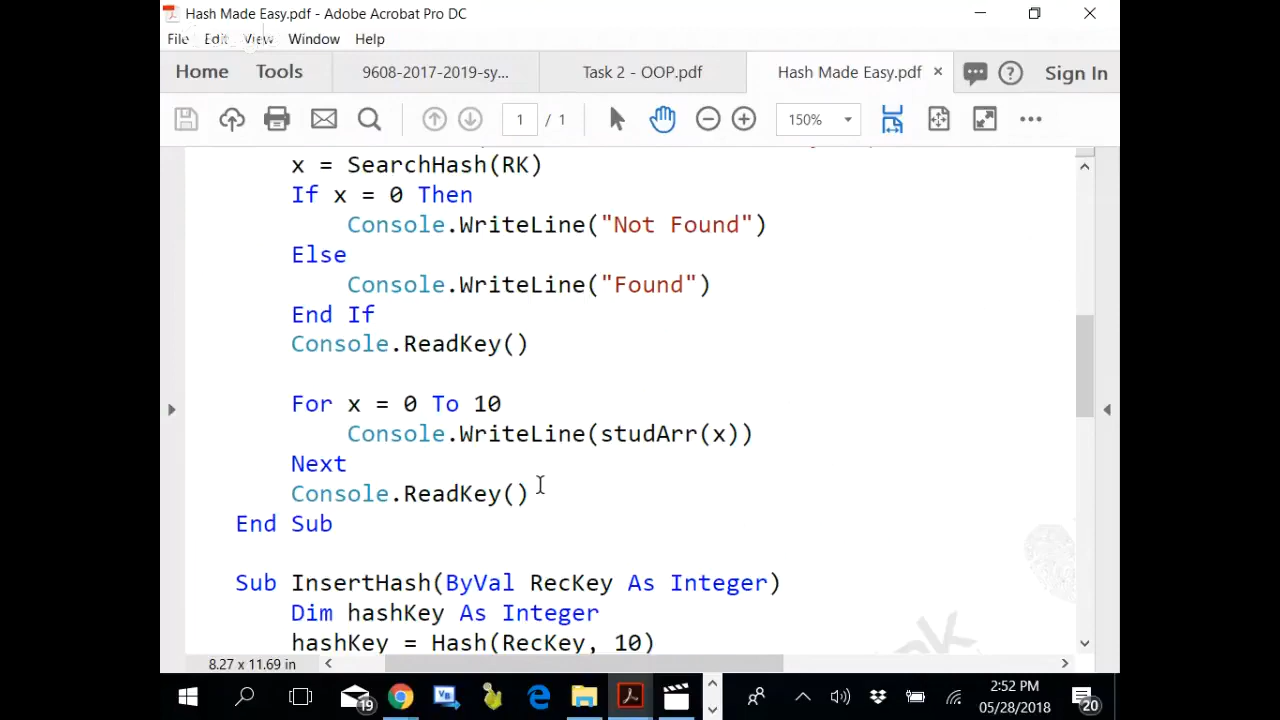 Hash Made Easy.pdf - Adobe Acrobat Pro DC
File Edit View Window Help
Home Tools 9608-2017-2019-sy... Task 2 - OOP.pdf Hash Made Easy.pdf × Sign In
1 / 1 150%
x = SearchHash(RK)
If x = 0 Then
Console.WriteLine("Not Found")
Else
Console.WriteLine("Found")
End If
Console.ReadKey()
For x = 0 To 10
Console.WriteLine(studArr(x))
Next
Console.ReadKey()
End Sub
Sub InsertHash(ByVal RecKey As Integer)
Dim hashKey As Integer
hashKey = Hash(RecKey, 10)
8.27 x 11.69 in
19
VB
2:52 PM
05/28/2018
20